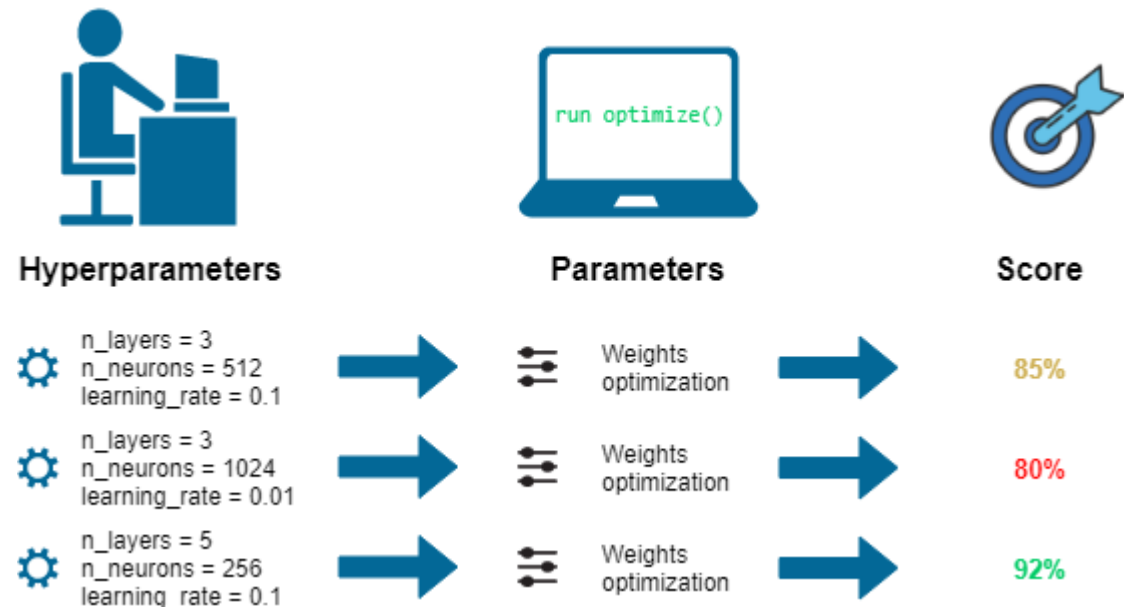 run optimize()
Hyperparameters
Parameters
Score
n_layers = 3
n_neurons = 512
learning_rate = 0.1
Weights
optimization
85%
n_layers = 3
n_neurons = 1024
learning_rate = 0.01
Weights
optimization
80%
n_layers = 5
n_neurons = 256
learning_rate = 0.1
Weights
optimization
92%